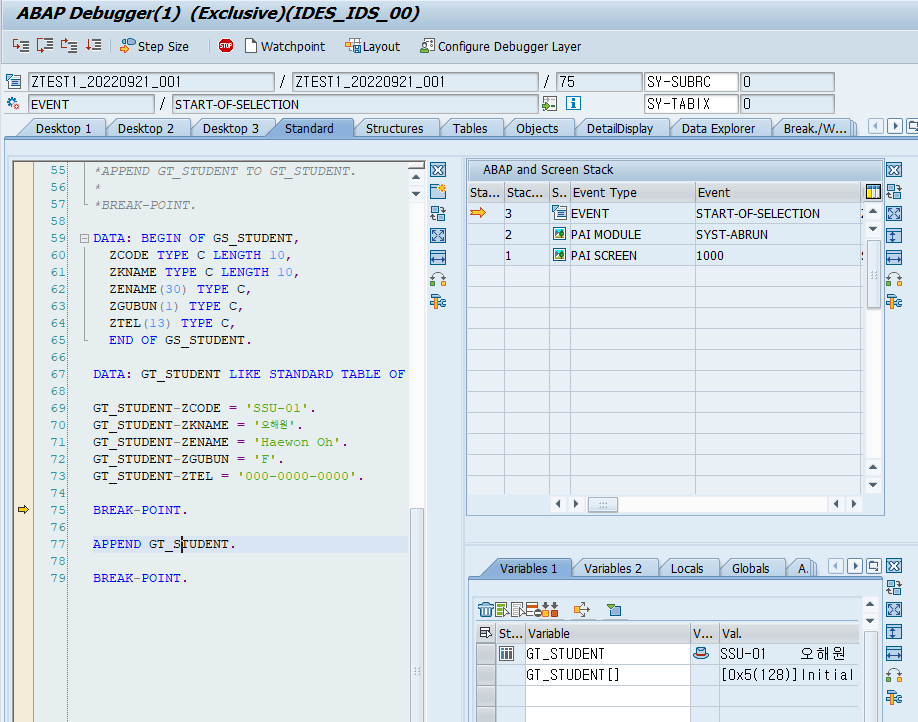 ABAP Debugger(1) (Exclusive)(IDES_IDS_00)
Step Size STOP Watchpoint Layout Configure Debugger Layer
ZTEST1_20220921_001 / ZTEST1_20220921_001 / 75 SY-SUBRC 0
EVENT / START-OF-SELECTION SY-TABIX 0
Desktop 1 Desktop 2 Desktop 3 Standard Structures Tables Objects DetailDisplay Data Explorer Break./W...
55 *APPEND GT_STUDENT TO GT_STUDENT.
56 *
57 *BREAK-POINT.
58
59 DATA: BEGIN OF GS_STUDENT,
60 ZCODE TYPE C LENGTH 10,
61 ZKNAME TYPE C LENGTH 10,
62 ZENAME(30) TYPE C,
63 ZGUBUN(1) TYPE C,
64 ZTEL(13) TYPE C,
65 END OF GS_STUDENT.
66
67 DATA: GT_STUDENT LIKE STANDARD TABLE OF
68
69 GT_STUDENT-ZCODE = 'SSU-01'.
70 GT_STUDENT-ZKNAME = '오해원'.
71 GT_STUDENT-ZENAME = 'Haewon Oh'.
72 GT_STUDENT-ZGUBUN = 'F'.
73 GT_STUDENT-ZTEL = '000-0000-0000'.
74
75 BREAK-POINT.
76
77 APPEND GT_STUDENT.
78
79 BREAK-POINT.
ABAP and Screen Stack
Sta... Stac... S.. Event Type Event
3 EVENT START-OF-SELECTION
2 PAI MODULE SYST-ABRUN
1 PAI SCREEN 1000
Variables 1 Variables 2 Locals Globals A.
St... Variable V... Val.
GT_STUDENT SSU-01 오해원
GT_STUDENT[] [0x5(128)]Initial